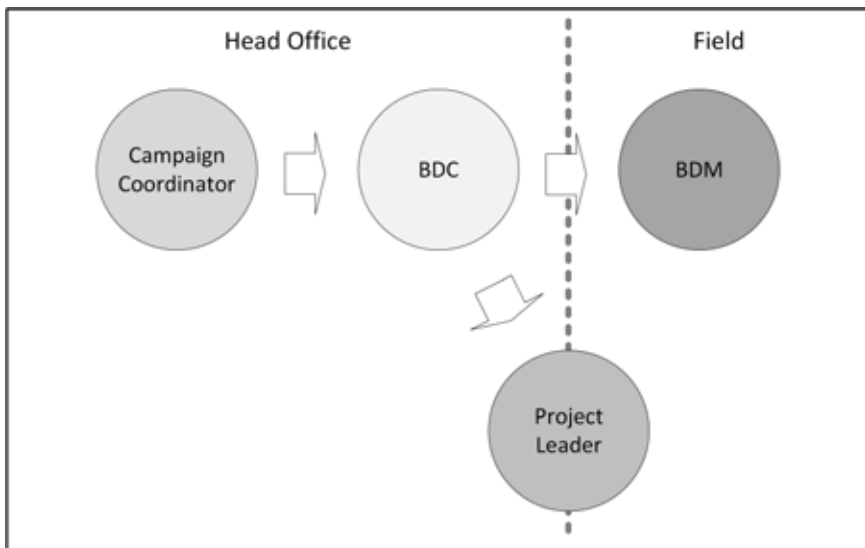 Head Office
Field
Campaign
Coordinator
BDC
BDM
Project
Leader